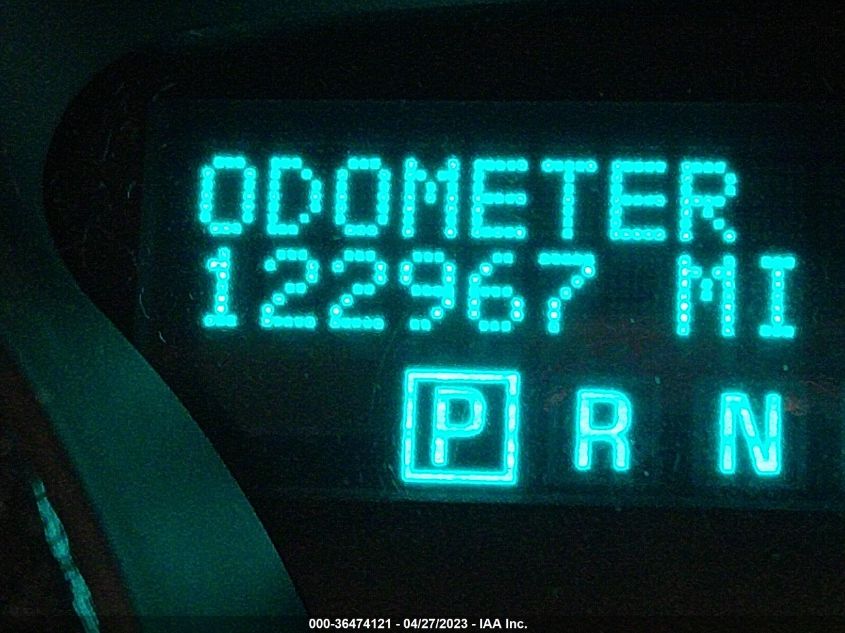 ODOMETER
122967 MI
P R N
000-36474121 - 04/27/2023 - IAA Inc.